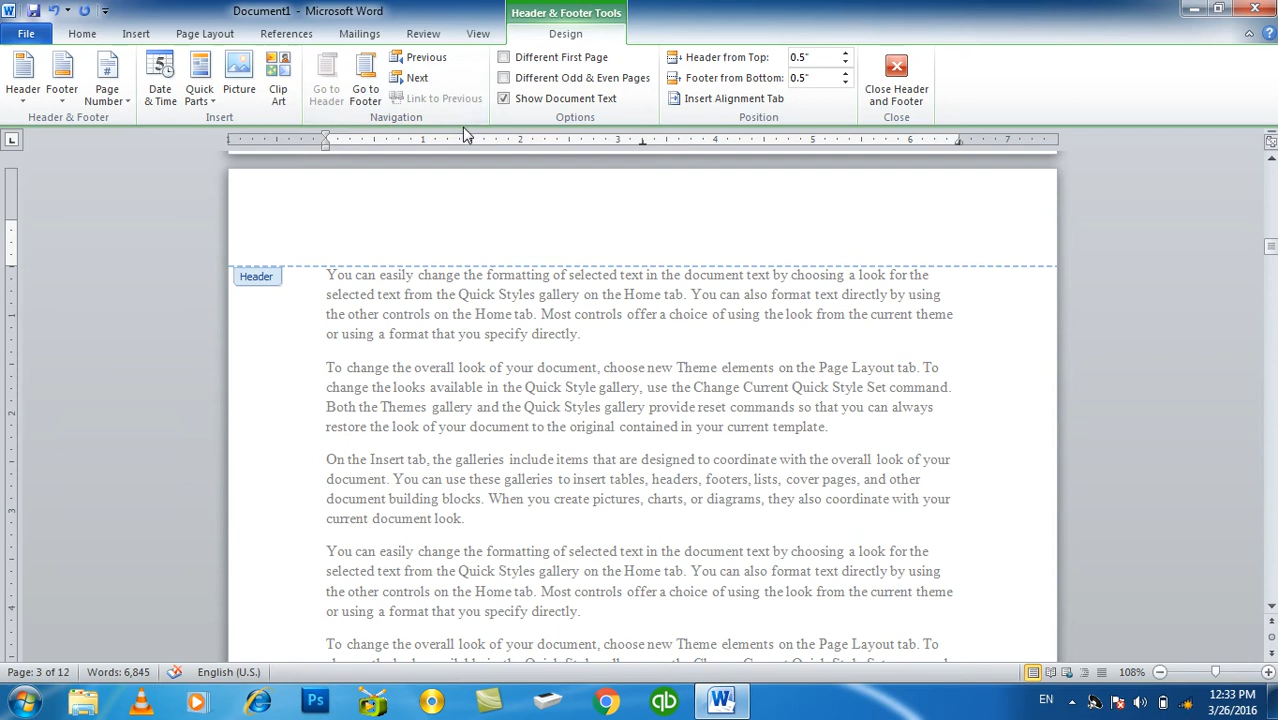 Document1 - Microsoft Word
Header & Footer Tools
File Home Insert Page Layout References Mailings Review View Design
Header Footer Page Number Date & Time Quick Parts Picture Clip Art Go to Header Go to Footer
Previous
Next
Link to Previous
Different First Page
Different Odd & Even Pages
Show Document Text
Header from Top: 0.5"
Footer from Bottom: 0.5"
Insert Alignment Tab
Close Header and Footer
Header & Footer Insert Navigation Options Position Close
1 1 2 3 4 5 6 7
Header
You can easily change the formatting of selected text in the document text by choosing a look for the
selected text from the Quick Styles gallery on the Home tab. You can also format text directly by using
the other controls on the Home tab. Most controls offer a choice of using the look from the current theme
or using a format that you specify directly.
To change the overall look of your document, choose new Theme elements on the Page Layout tab. To
change the looks available in the Quick Style gallery, use the Change Current Quick Style Set command.
Both the Themes gallery and the Quick Styles gallery provide reset commands so that you can always
restore the look of your document to the original contained in your current template.
On the Insert tab, the galleries include items that are designed to coordinate with the overall look of your
document. You can use these galleries to insert tables, headers, footers, lists, cover pages, and other
document building blocks. When you create pictures, charts, or diagrams, they also coordinate with your
current document look.
You can easily change the formatting of selected text in the document text by choosing a look for the
selected text from the Quick Styles gallery on the Home tab. You can also format text directly by using
the other controls on the Home tab. Most controls offer a choice of using the look from the current theme
or using a format that you specify directly.
To change the overall look of your document, choose new Theme elements on the Page Layout tab. To
1
2
3
4
Page: 3 of 12 Words: 6,845 English (U.S.) 108%
Ps qb W EN
12:33 PM
3/26/2016